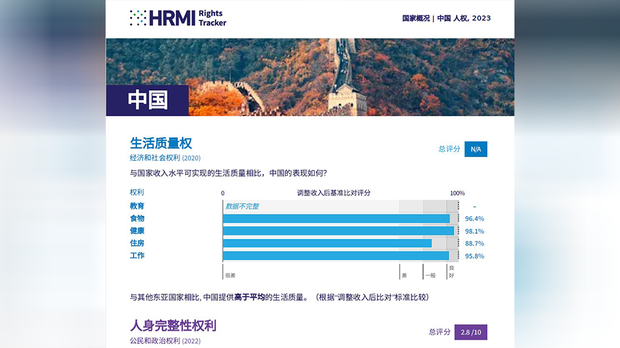 HRMI Rights Tracker
国家概况 | 中国 人权, 2023
中国
生活质量权
总评分 N/A
经济和社会权利 (2020)
与国家收入水平可实现的生活质量相比，中国的表现如何?
权利 0 调整收入后基准比对评分 100%
教育 数据不完整 –
食物 96.4%
健康 98.1%
住房 88.7%
工作 95.8%
极差 差 一般 良好
与其他东亚国家相比, 中国提供高于平均的生活质量。（根据“调整收入后比对”标准比较）
人身完整性权利
总评分 2.8 /10
公民和政治权利 (2022)